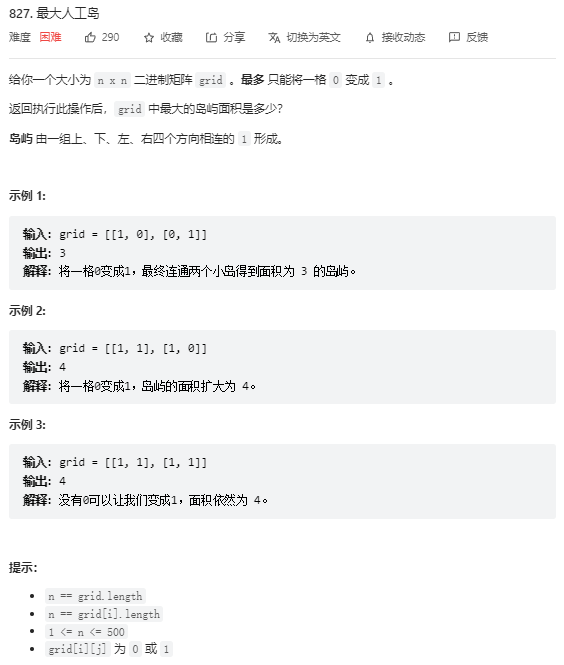 827. 最大人工岛
难度 困难 290 收藏 分享 切换为英文 接收动态 反馈
给你一个大小为 n x n 二进制矩阵 grid 。最多 只能将一格 0 变成 1 。
返回执行此操作后，grid 中最大的岛屿面积是多少？
岛屿 由一组上、下、左、右四个方向相连的 1 形成。
示例 1:
输入: grid = [[1, 0], [0, 1]]
输出: 3
解释: 将一格0变成1，最终连通两个小岛得到面积为 3 的岛屿。
示例 2:
输入: grid = [[1, 1], [1, 0]]
输出: 4
解释: 将一格0变成1，岛屿的面积扩大为 4。
示例 3:
输入: grid = [[1, 1], [1, 1]]
输出: 4
解释: 没有0可以让我们变成1，面积依然为 4。
提示：
n == grid.length
n == grid[i].length
1 <= n <= 500
grid[i][j] 为 0 或 1